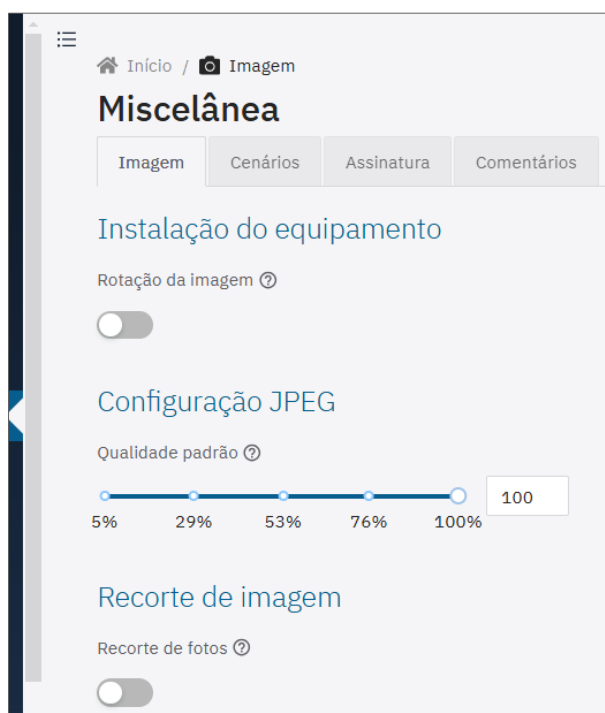 Início / Imagem
Miscelânea
Imagem Cenários Assinatura Comentários
Instalação do equipamento
Rotação da imagem
Configuração JPEG
Qualidade padrão
100
5% 29% 53% 76% 100%
Recorte de imagem
Recorte de fotos